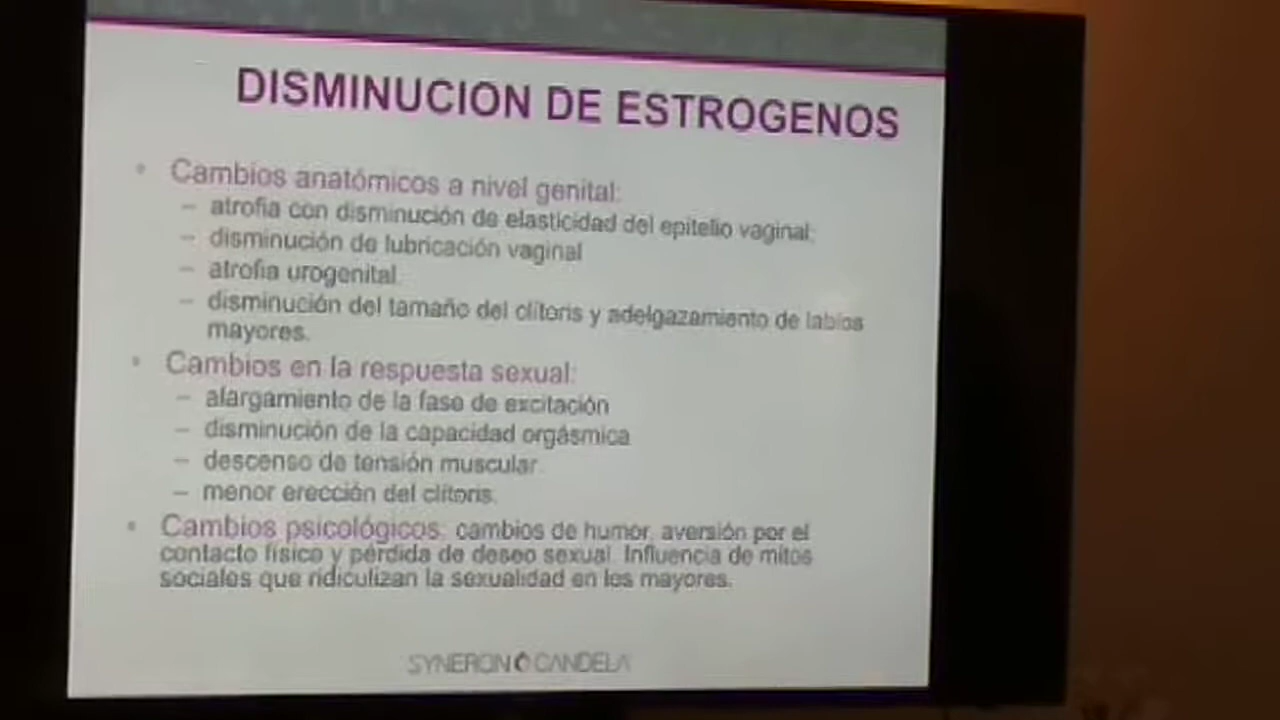 DISMINUCION DE ESTROGENOS
• Cambios anatómicos a nivel genital:
– atrofia con disminución de elasticidad del epitelio vaginal;
– disminución de lubricación vaginal
– atrofia urogenital.
– disminución del tamaño del clítoris y adelgazamiento de labios
mayores.
• Cambios en la respuesta sexual:
– alargamiento de la fase de excitación
– disminución de la capacidad orgásmica
– descenso de tensión muscular.
– menor erección del clítoris.
• Cambios psicológicos: cambios de humor, aversión por el
contacto físico y pérdida de deseo sexual. Influencia de mitos
sociales que ridiculizan la sexualidad en los mayores.
SYNERON CANDELA